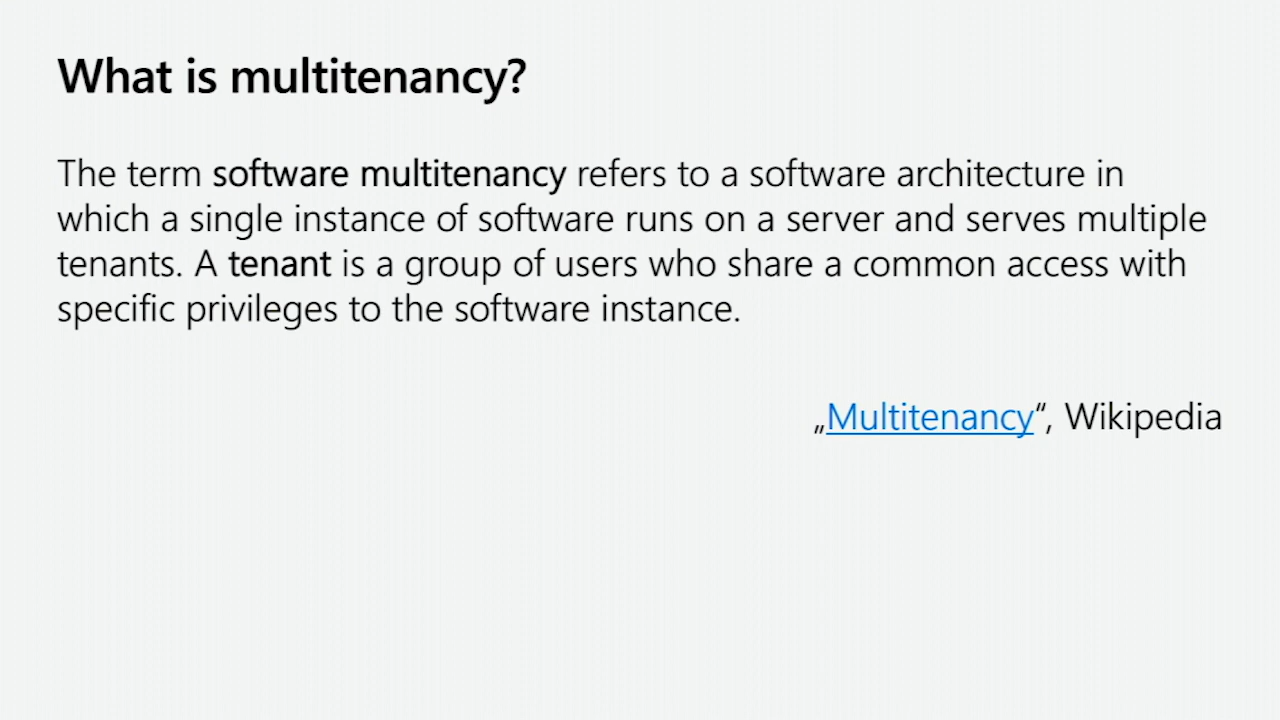 What is multitenancy?
The term software multitenancy refers to a software architecture in
which a single instance of software runs on a server and serves multiple
tenants. A tenant is a group of users who share a common access with
specific privileges to the software instance.
„Multitenancy“, Wikipedia